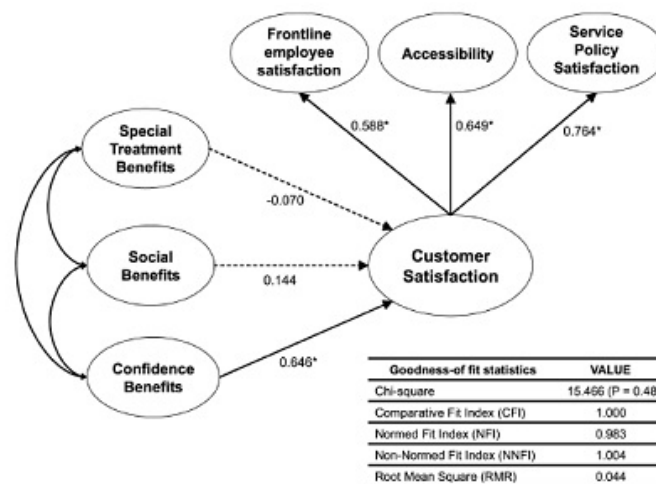 Frontline
employee
satisfaction
Accessibility
Service
Policy
Satisfaction
0.588*
0.649*
0.764*
Special
Treatment
Benefits
-0.070
Social
Benefits
0.144
Customer
Satisfaction
Confidence
Benefits
0.646*
Goodness-of fit statistics VALUE
Chi-square 15.466 (P = 0.48
Comparative Fit Index (CFI) 1.000
Normed Fit Index (NFI) 0.983
Non-Normed Fit Index (NNFI) 1.004
Root Mean Square (RMR) 0.044